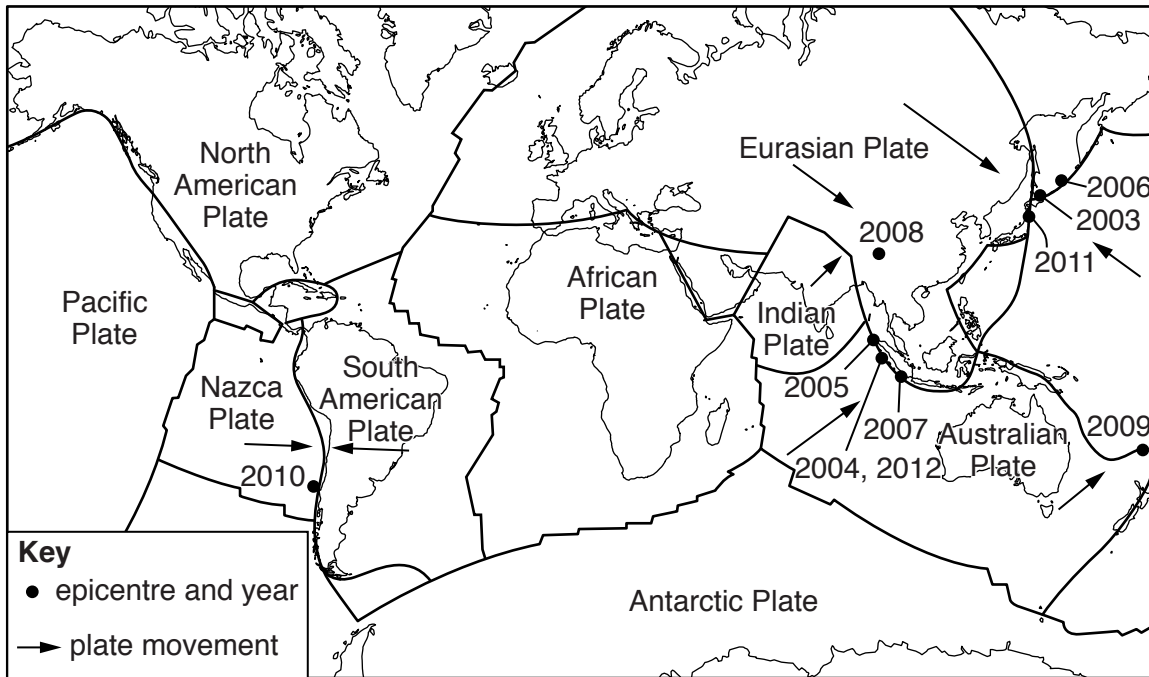 North
American
Plate
Eurasian Plate
2006
2003
2008
2011
African
Plate
Pacific
Plate
Indian
Plate
South
American
Plate
Nazca
Plate
2005
2007
2009
Australian
Plate
2004, 2012
2010
Key
epicentre and year
plate movement
Antarctic Plate